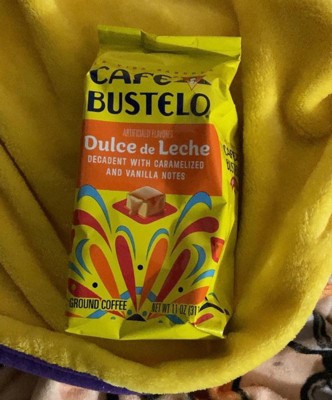 CAFE
BUSTELO
ARTIFICIALLY FLAVORED
Dulce de Leche
DECADENT WITH CARAMELIZED
AND VANILLA NOTES
GROUND COFFEE
NET WT 11 OZ (31